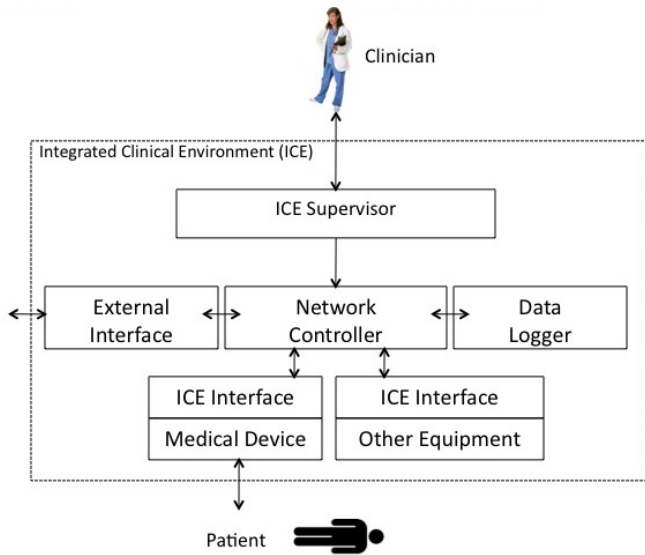 Clinician
Integrated Clinical Environment (ICE)
ICE Supervisor
External
Interface
Network
Controller
Data
Logger
ICE Interface
Medical Device
ICE Interface
Other Equipment
Patient